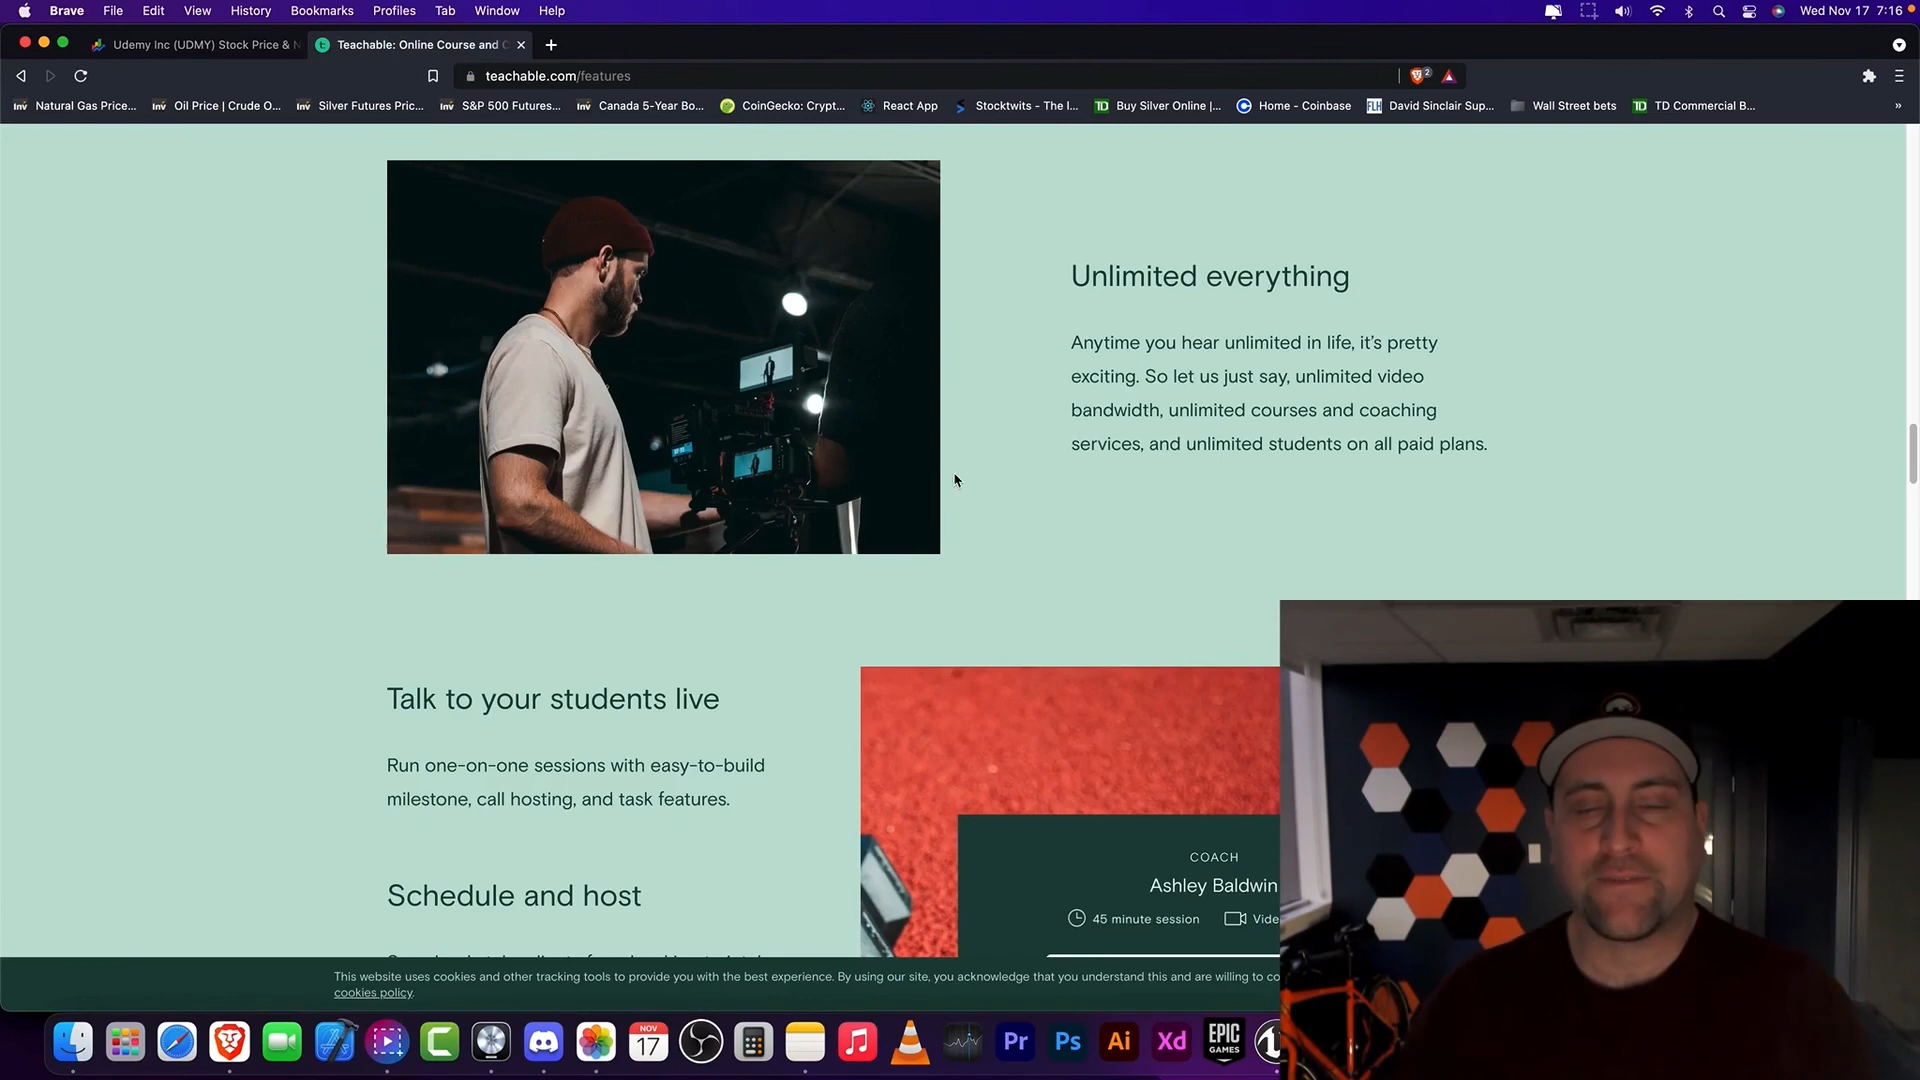 Brave File Edit View History Bookmarks Profiles Tab Window Help Wed Nov 17 7:16
Udemy Inc (UDMY) Stock Price & N Teachable: Online Course and C
teachable.com/features 2
Natural Gas Price... Oil Price | Crude O... Silver Futures Pric... S&P 500 Futures... Canada 5-Year Bo... CoinGecko: Crypt... React App Stocktwits - The I... Buy Silver Online |... Home - Coinbase David Sinclair Sup... Wall Street bets TD Commercial B...
Unlimited everything
Anytime you hear unlimited in life, it's pretty
exciting. So let us just say, unlimited video
bandwidth, unlimited courses and coaching
services, and unlimited students on all paid plans.
Talk to your students live
Run one-on-one sessions with easy-to-build
milestone, call hosting, and task features.
Schedule and host
COACH
Ashley Baldwin
45 minute session Vide
This website uses cookies and other tracking tools to provide you with the best experience. By using our site, you acknowledge that you understand this and are willing to co
cookies policy.
NOV
17
Pr Ps Ai Xd EPIC GAMES